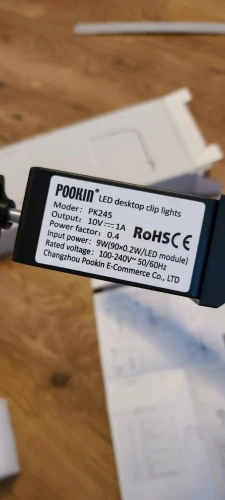 POOKIN® LED desktop clip lights
Moder: PK245
Output: 10V⎓1A
Power factor: 0.4
Input power: 9W(90×0.2W/LED module)
Rated voltage: 100-240V~ 50/60Hz
Changzhou Pookin E-Commerce Co., LTD
RoHS CE